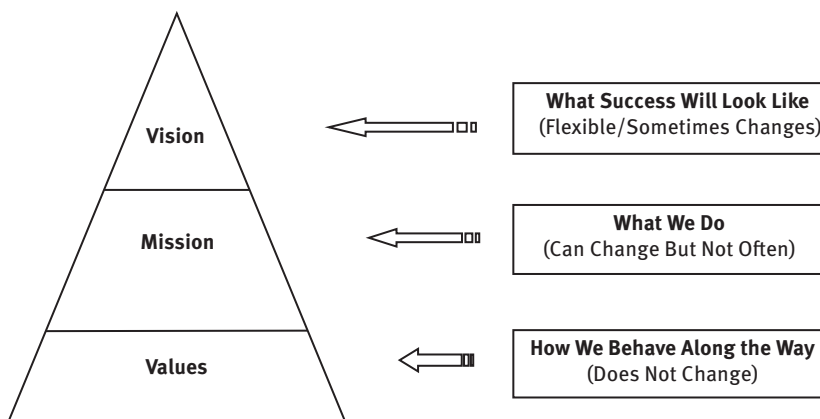 Vision
What Success Will Look Like
(Flexible/Sometimes Changes)
Mission
What We Do
(Can Change But Not Often)
Values
How We Behave Along the Way
(Does Not Change)